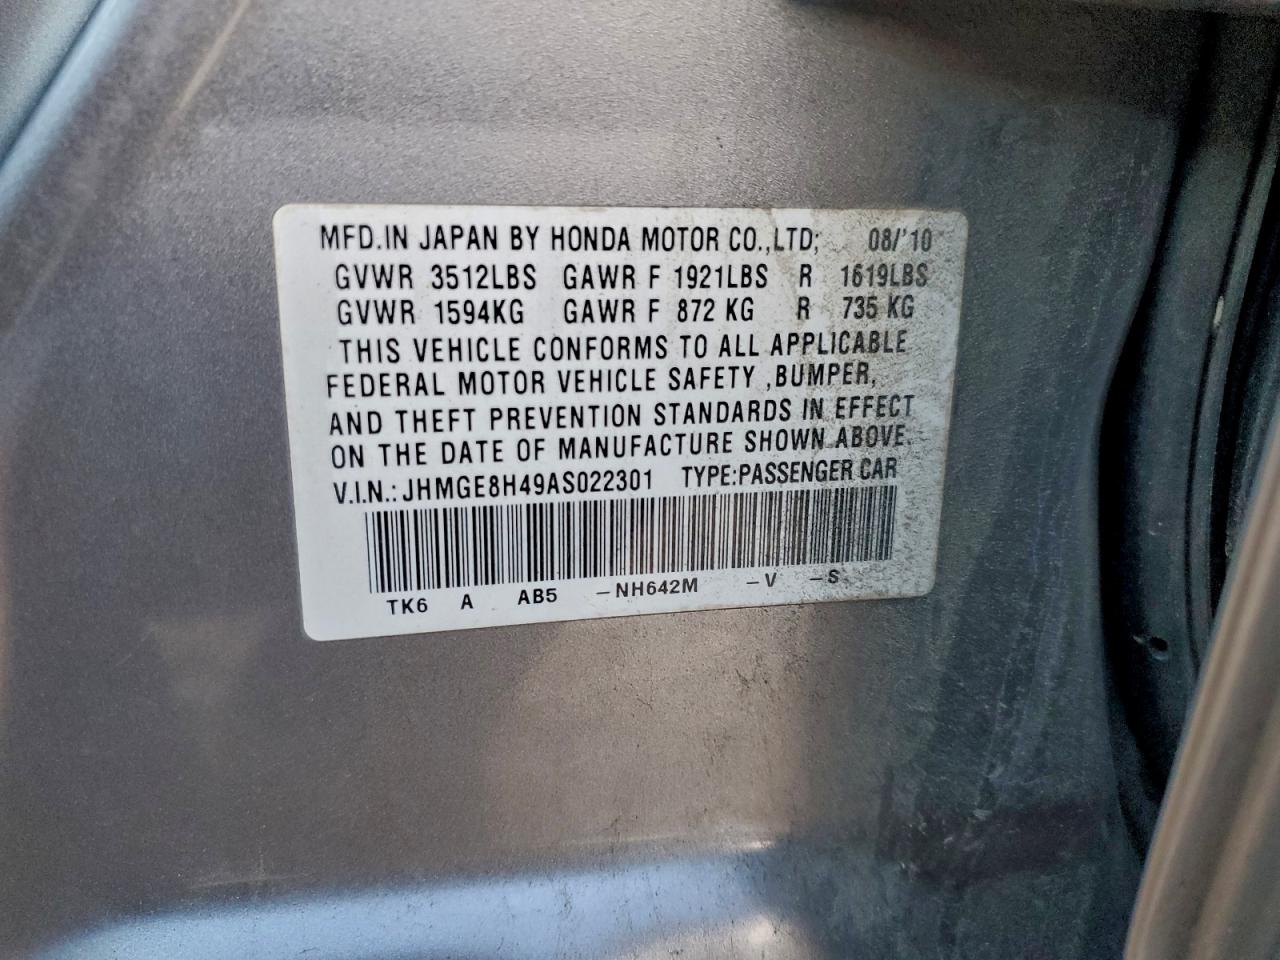 MFD.IN JAPAN BY HONDA MOTOR CO.,LTD; 08/'10
GVWR 3512LBS GAWR F 1921LBS R 1619LBS
GVWR 1594KG GAWR F 872 KG R 735 KG
THIS VEHICLE CONFORMS TO ALL APPLICABLE
FEDERAL MOTOR VEHICLE SAFETY ,BUMPER,
AND THEFT PREVENTION STANDARDS IN EFFECT
ON THE DATE OF MANUFACTURE SHOWN ABOVE.
V.I.N.: JHMGE8H49AS022301 TYPE:PASSENGER CAR
TK6 A AB5 –NH642M –V –S